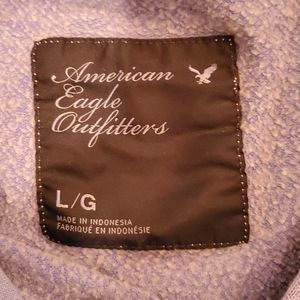 American
Eagle
Outfitters
L/G
MADE IN INDONESIA
FABRIQUÉ EN INDONÉSIE